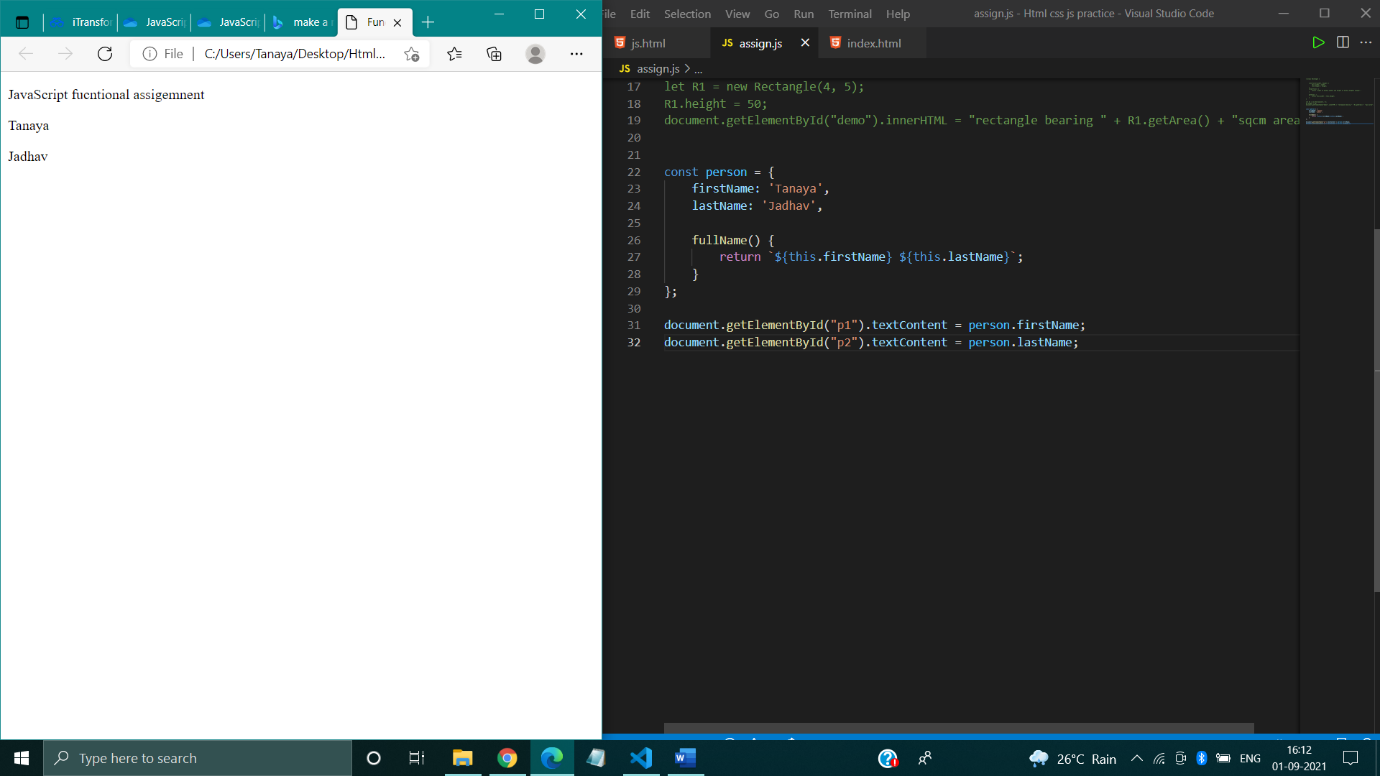 iTransfo JavaScri JavaScri make a Fun
File C:/Users/Tanaya/Desktop/Html...
JavaScript fucntional assigemnent
Tanaya
Jadhav
File Edit Selection View Go Run Terminal Help assign.js - Html css js practice - Visual Studio Code
js.html JS assign.js index.html
JS assign.js > ...
17 let R1 = new Rectangle(4, 5);
18 R1.height = 50;
19 document.getElementById("demo").innerHTML = "rectangle bearing " + R1.getArea() + "sqcm area
20
21
22 const person = {
23 firstName: 'Tanaya',
24 lastName: 'Jadhav',
25
26 fullName() {
27 return `${this.firstName} ${this.lastName}`;
28 }
29 };
30
31 document.getElementById("p1").textContent = person.firstName;
32 document.getElementById("p2").textContent = person.lastName;
Type here to search
26°C Rain ENG
16:12
01-09-2021